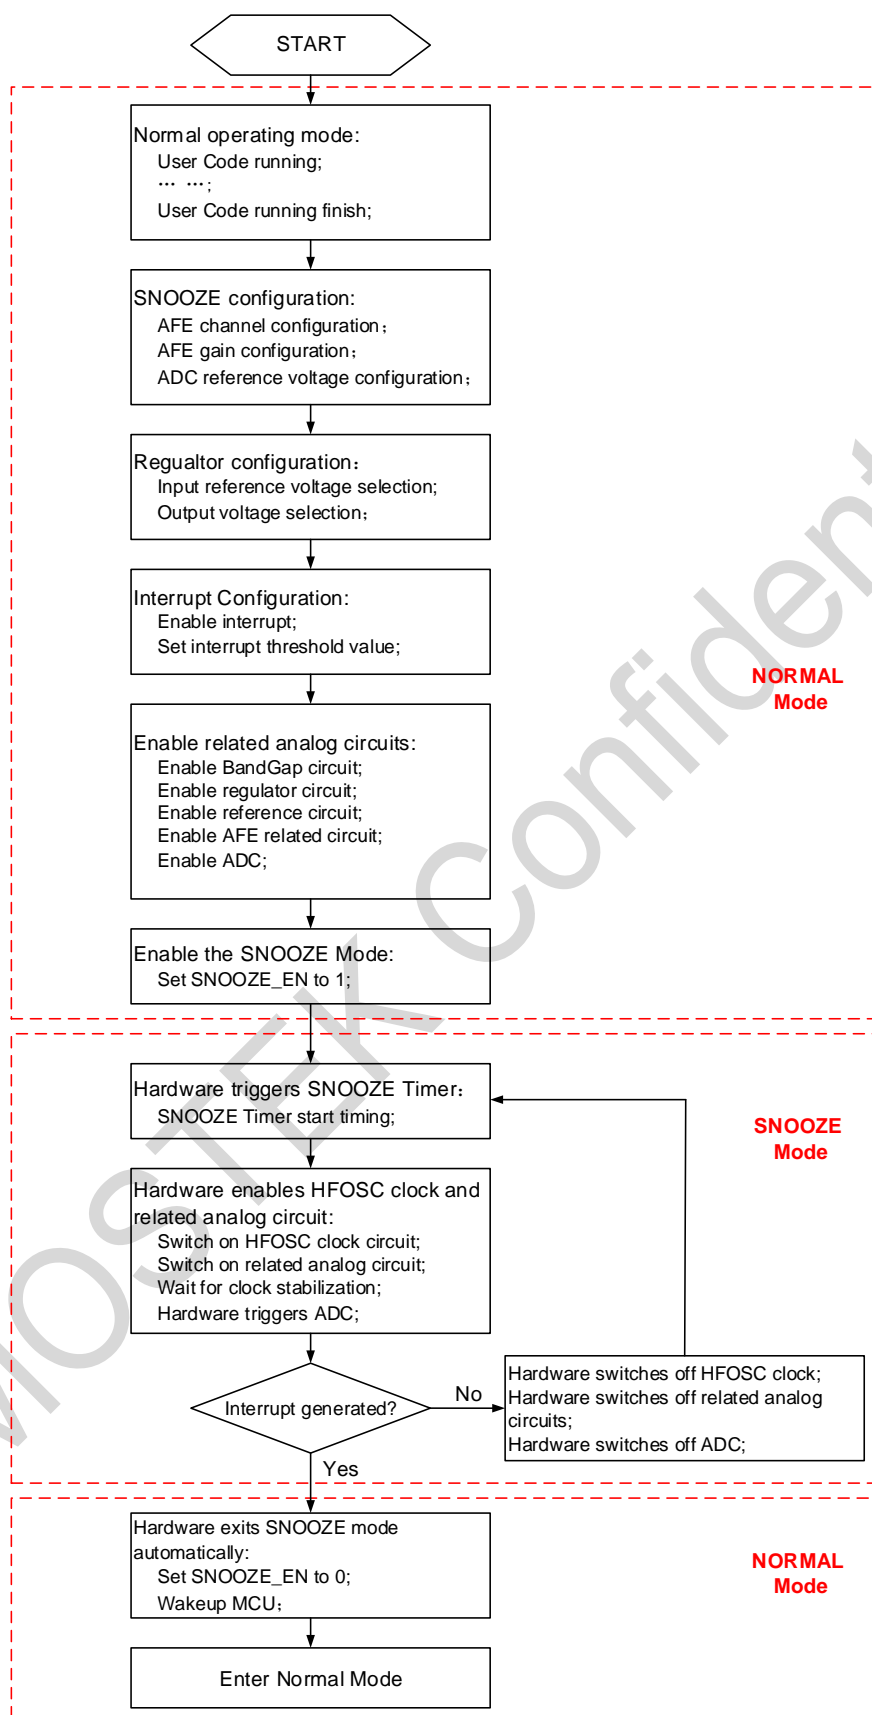 START
Normal operating mode:
User Code running;
… …;
User Code running finish;
SNOOZE configuration:
AFE channel configuration；
AFE gain configuration；
ADC reference voltage configuration；
Regualtor configuration：
Input reference voltage selection;
Output voltage selection；
Interrupt Configuration:
Enable interrupt;
Set interrupt threshold value;
NORMAL
Mode
Enable related analog circuits:
Enable BandGap circuit;
Enable regulator circuit;
Enable reference circuit;
Enable AFE related circuit;
Enable ADC;
Enable the SNOOZE Mode:
Set SNOOZE_EN to 1;
Hardware triggers SNOOZE Timer：
SNOOZE Timer start timing;
SNOOZE
Mode
Hardware enables HFOSC clock and
related analog circuit:
Switch on HFOSC clock circuit;
Switch on related analog circuit;
Wait for clock stabilization;
Hardware triggers ADC;
Interrupt generated?
No
Hardware switches off HFOSC clock;
Hardware switches off related analog
circuits;
Hardware switches off ADC;
Yes
Hardware exits SNOOZE mode
automatically:
Set SNOOZE_EN to 0;
Wakeup MCU；
NORMAL
Mode
Enter Normal Mode
MOSTEK Confident